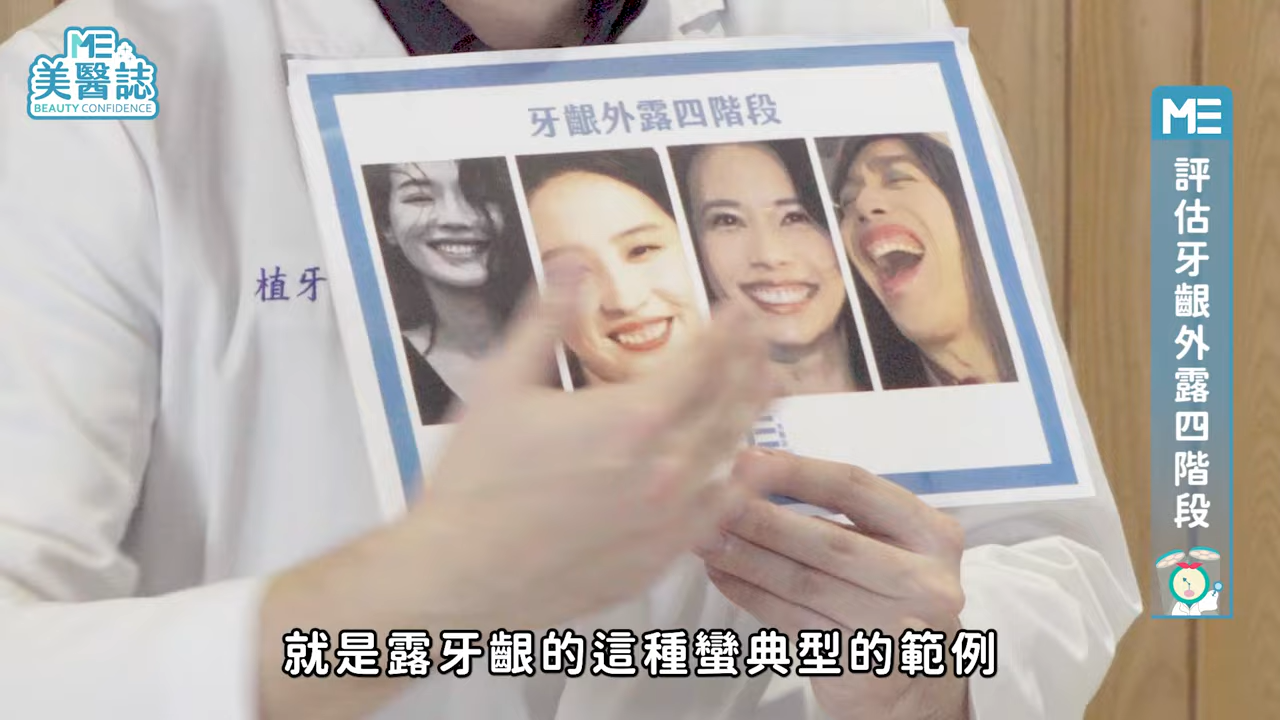 ME
美醫誌
BEAUTY CONFIDENCE
牙齦外露四階段
植牙
ME
評估牙齦外露四階段
就是露牙齦的這種蠻典型的範例